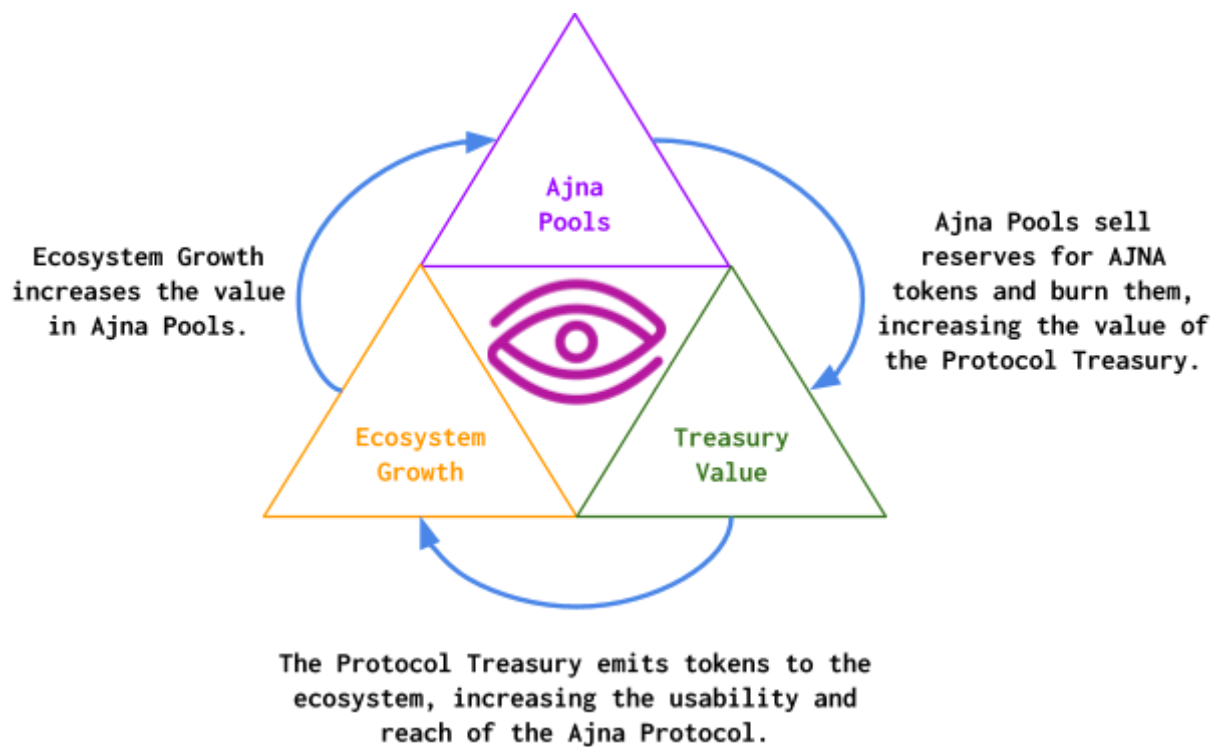 Ajna
Pools
Ecosystem Growth
increases the value
in Ajna Pools.
Ajna Pools sell
reserves for AJNA
tokens and burn them,
increasing the value of
the Protocol Treasury.
Ecosystem
Growth
Treasury
Value
The Protocol Treasury emits tokens to the
ecosystem, increasing the usability and
reach of the Ajna Protocol.